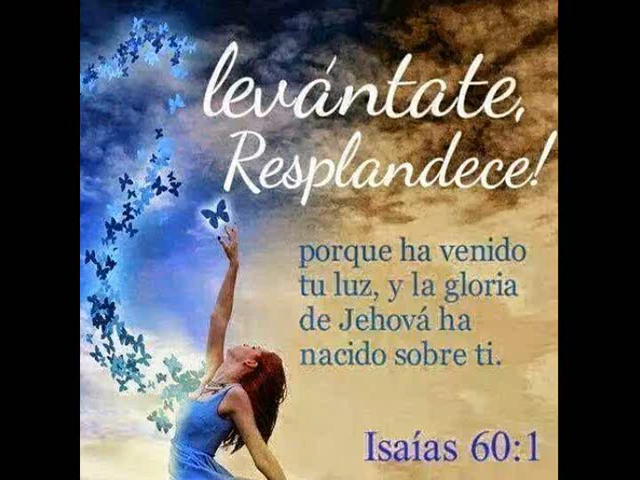 levántate,
Resplandece!
porque ha venido
tu luz, y la gloria
de Jehová ha
nacido sobre ti.
Isaías 60:1